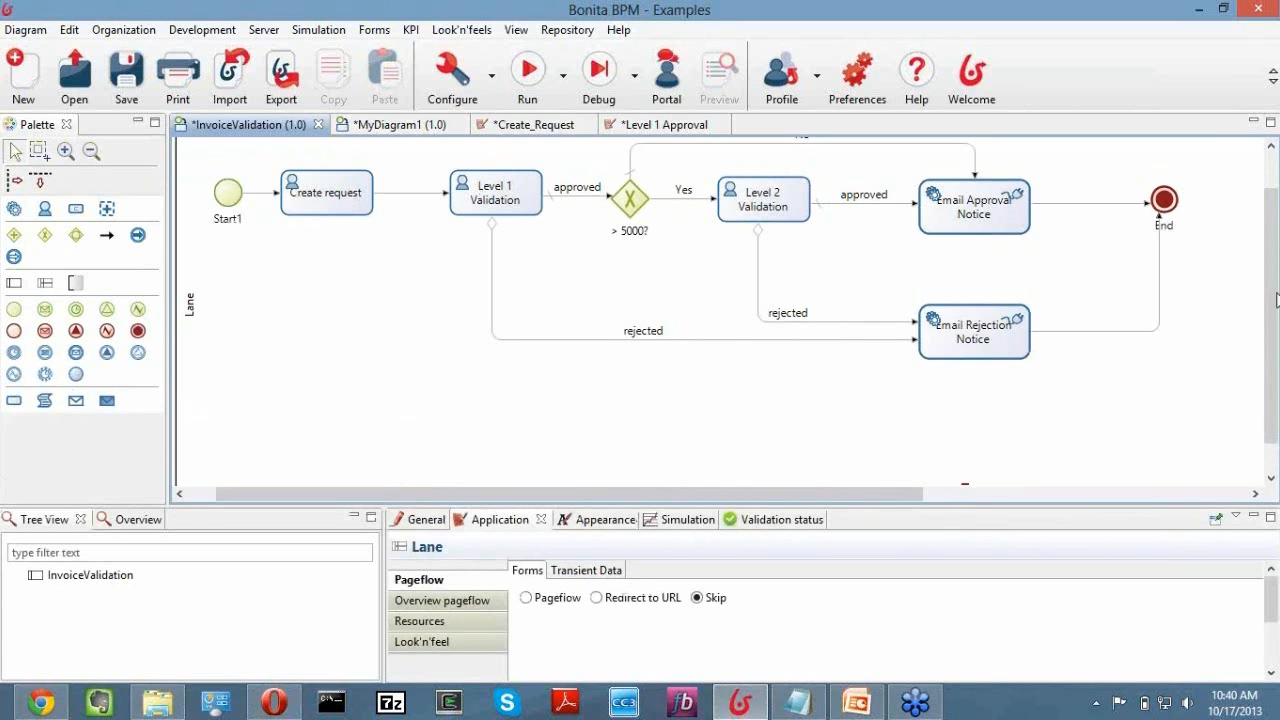 Bonita BPM - Examples
Diagram Edit Organization Development Server Simulation Forms KPI Look'n'feels View Repository Help
New Open Save Print Import Export Copy Paste Configure Run Debug Portal Preview Profile Preferences Help Welcome
Palette
*InvoiceValidation (1.0) *MyDiagram1 (1.0) *Create_Request *Level 1 Approval
Start1
Create request
Level 1
Validation
approved
> 5000?
Yes
Level 2
Validation
approved
Email Approval
Notice
End
Lane
rejected
rejected
Email Rejection
Notice
Tree View Overview
type filter text
InvoiceValidation
General Application Appearance Simulation Validation status
Lane
Pageflow
Overview pageflow
Resources
Look'n'feel
Forms Transient Data
Pageflow Redirect to URL Skip
7z CC3 fb
10:40 AM
10/17/2013